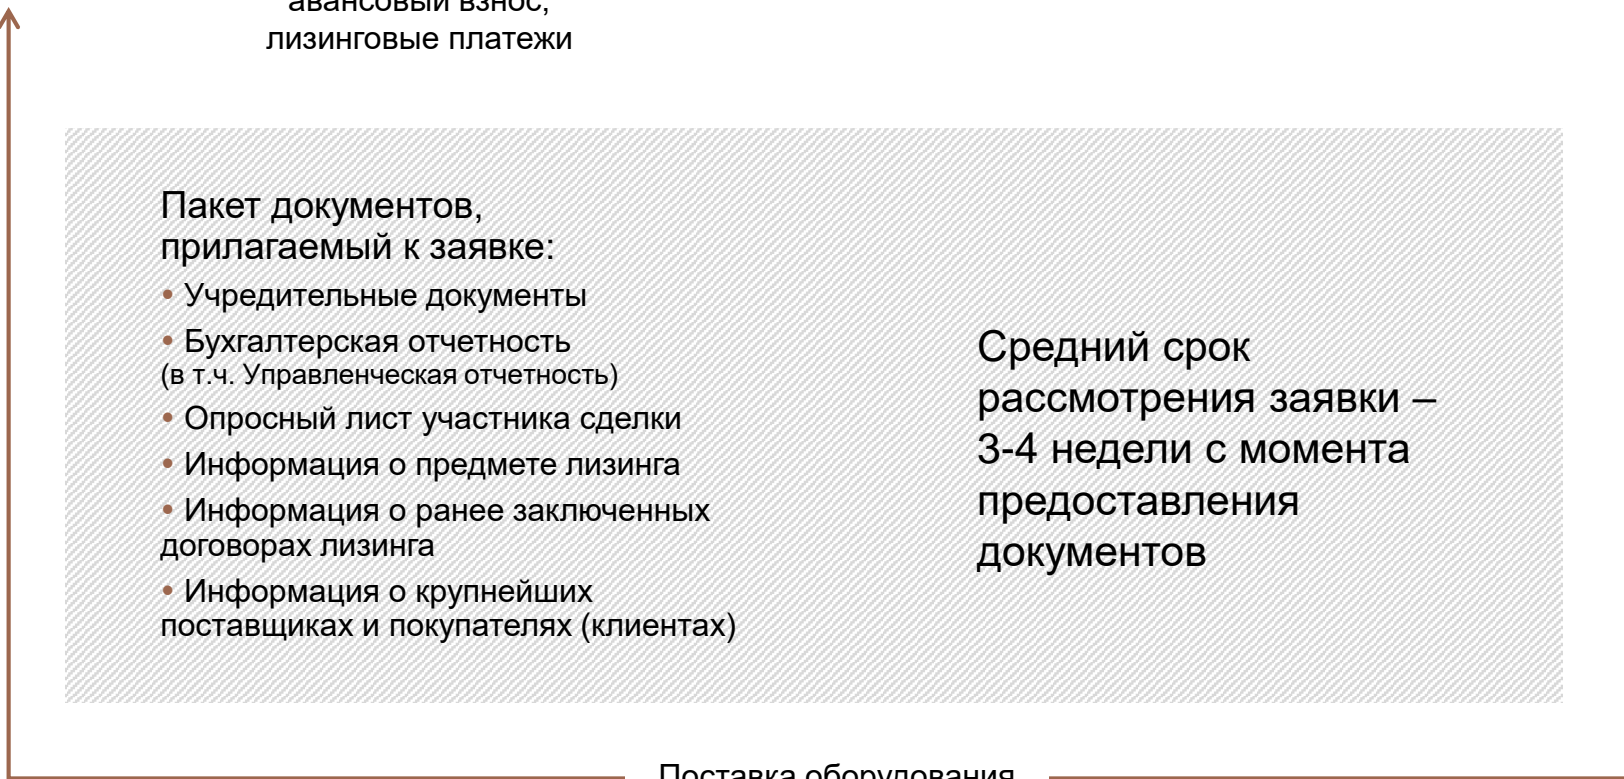 авансовый взнос,
лизинговые платежи
Пакет документов,
прилагаемый к заявке:
• Учредительные документы
• Бухгалтерская отчетность
(в т.ч. Управленческая отчетность)
• Опросный лист участника сделки
• Информация о предмете лизинга
• Информация о ранее заключенных
договорах лизинга
• Информация о крупнейших
поставщиках и покупателях (клиентах)
Средний срок
рассмотрения заявки –
3-4 недели с момента
предоставления
документов
Поставка оборудования